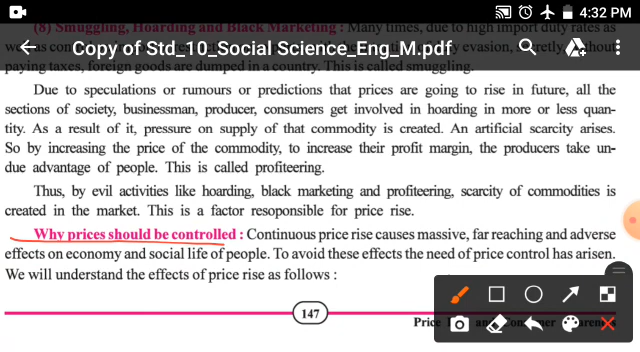 4:32 PM
(8) Smuggling, Hoarding and Black Marketing : Many times, due to high import duty rates as
Copy of Std_10_Social Science_Eng_M.pdf
paying taxes, foreign goods are dumped in a country. This is called smuggling.
Due to speculations or rumours or predictions that prices are going to rise in future, all the
sections of society, businessman, producer, consumers get involved in hoarding in more or less quan-
tity. As a result of it, pressure on supply of that commodity is created. An artificial scarcity arises.
So by increasing the price of the commodity, to increase their profit margin, the producers take un-
due advantage of people. This is called profiteering.
Thus, by evil activities like hoarding, black marketing and profiteering, scarcity of commodities is
created in the market. This is a factor resoponsible for price rise.
Why prices should be controlled : Continuous price rise causes massive, far reaching and adverse
effects on economy and social life of people. To avoid these effects the need of price control has arisen.
We will understand the effects of price rise as follows :
147
Price